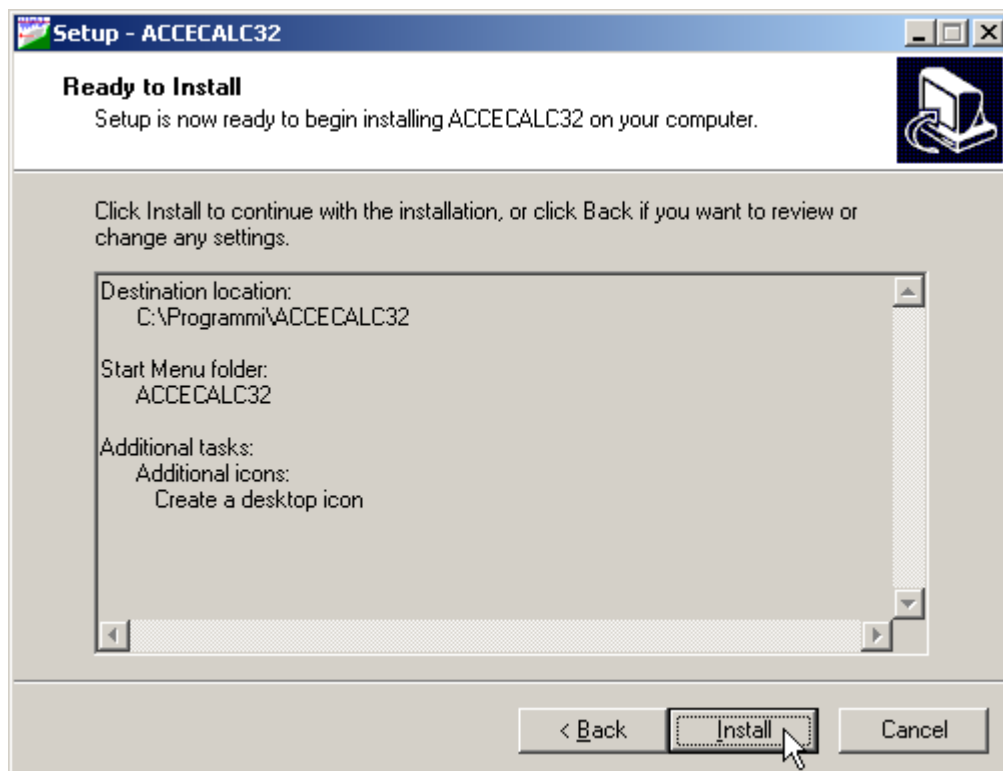 Setup - ACCECALC32
Ready to Install
Setup is now ready to begin installing ACCECALC32 on your computer.
Click Install to continue with the installation, or click Back if you want to review or
change any settings.
Destination location:
C:\Programmi\ACCECALC32
Start Menu folder:
ACCECALC32
Additional tasks:
Additional icons:
Create a desktop icon
< Back
Install
Cancel